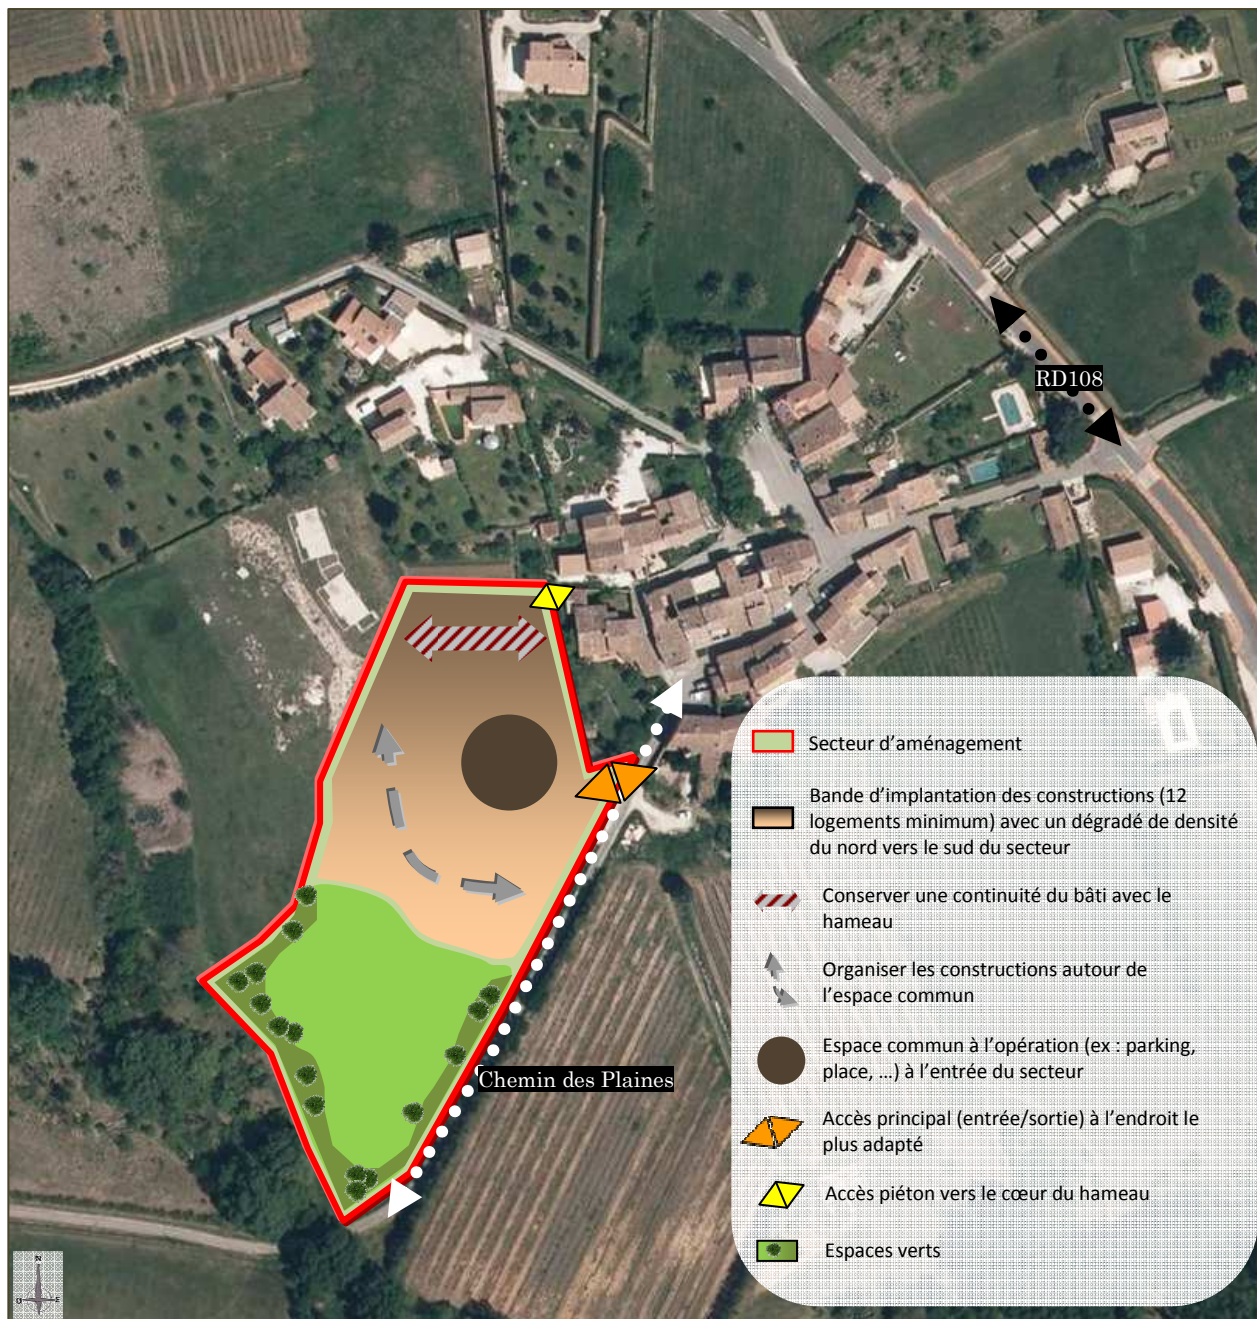 RD108
Secteur d’aménagement
Bande d’implantation des constructions (12
logements minimum) avec un dégradé de densité
du nord vers le sud du secteur
Conserver une continuité du bâti avec le
hameau
Organiser les constructions autour de
l’espace commun
Espace commun à l’opération (ex : parking,
place, …) à l’entrée du secteur
Chemin des Plaines
Accès principal (entrée/sortie) à l’endroit le
plus adapté
Accès piéton vers le cœur du hameau
Espaces verts
N
O
E